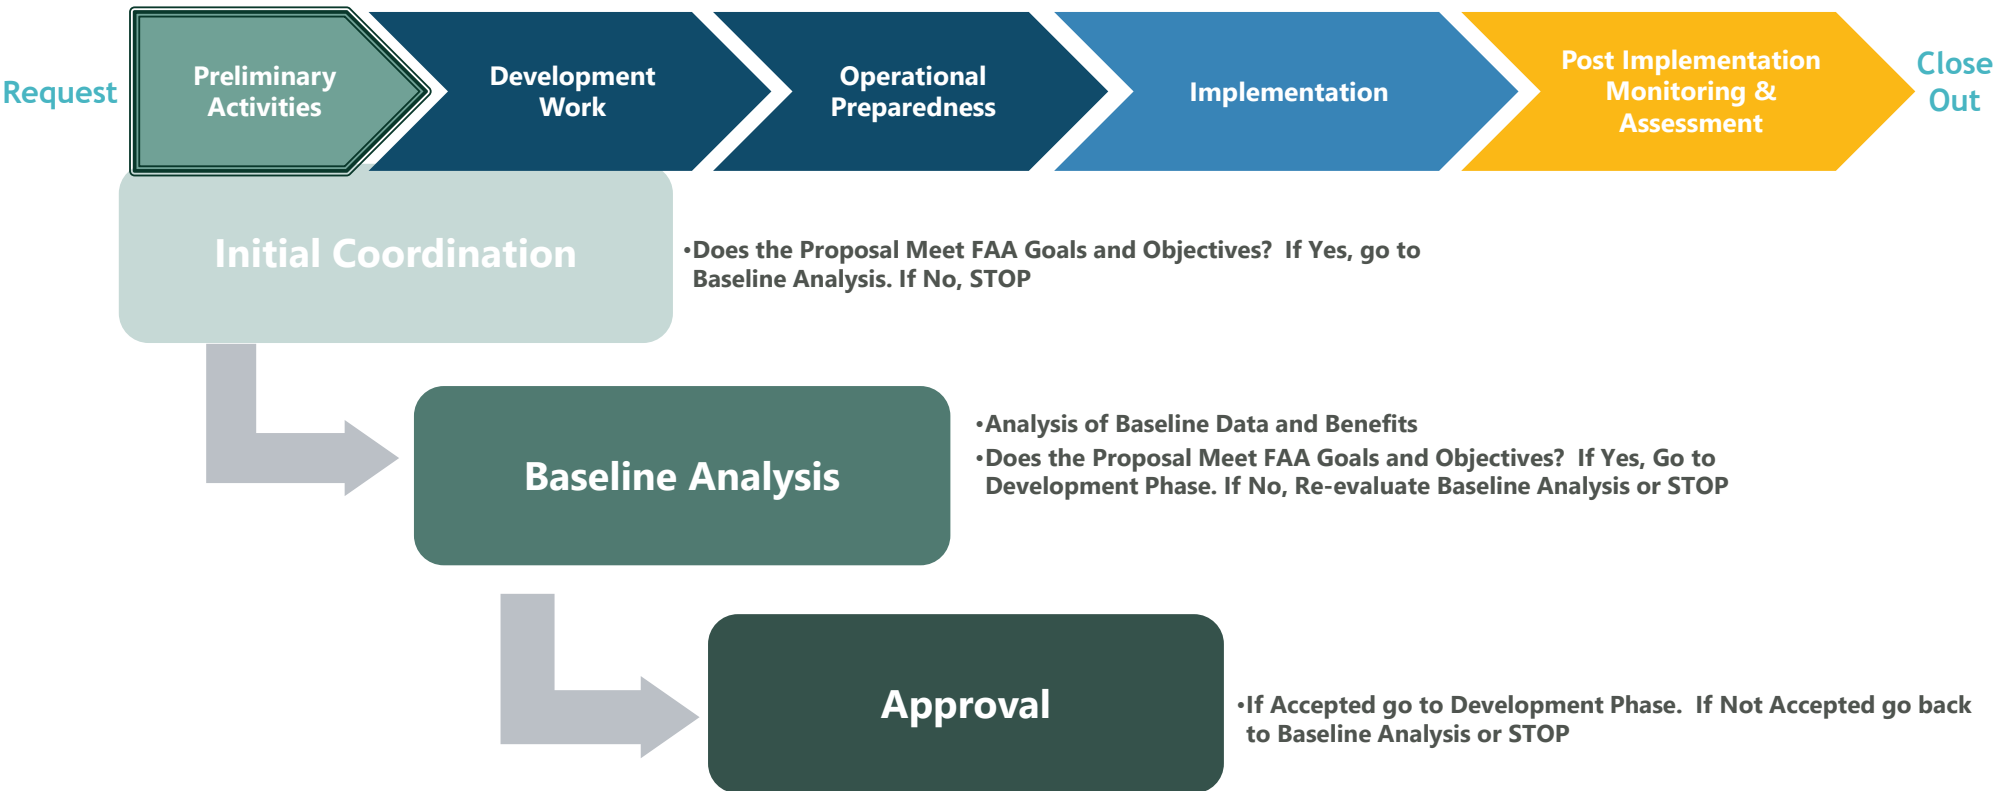 Request
Preliminary
Activities
Development
Work
Operational
Preparedness
Implementation
Post Implementation
Monitoring &
Assessment
Close
Out
Initial Coordination
•Does the Proposal Meet FAA Goals and Objectives?  If Yes, go to
Baseline Analysis. If No, STOP
Baseline Analysis
•Analysis of Baseline Data and Benefits
•Does the Proposal Meet FAA Goals and Objectives?  If Yes, Go to
Development Phase. If No, Re-evaluate Baseline Analysis or STOP
Approval
•If Accepted go to Development Phase.  If Not Accepted go back
to Baseline Analysis or STOP